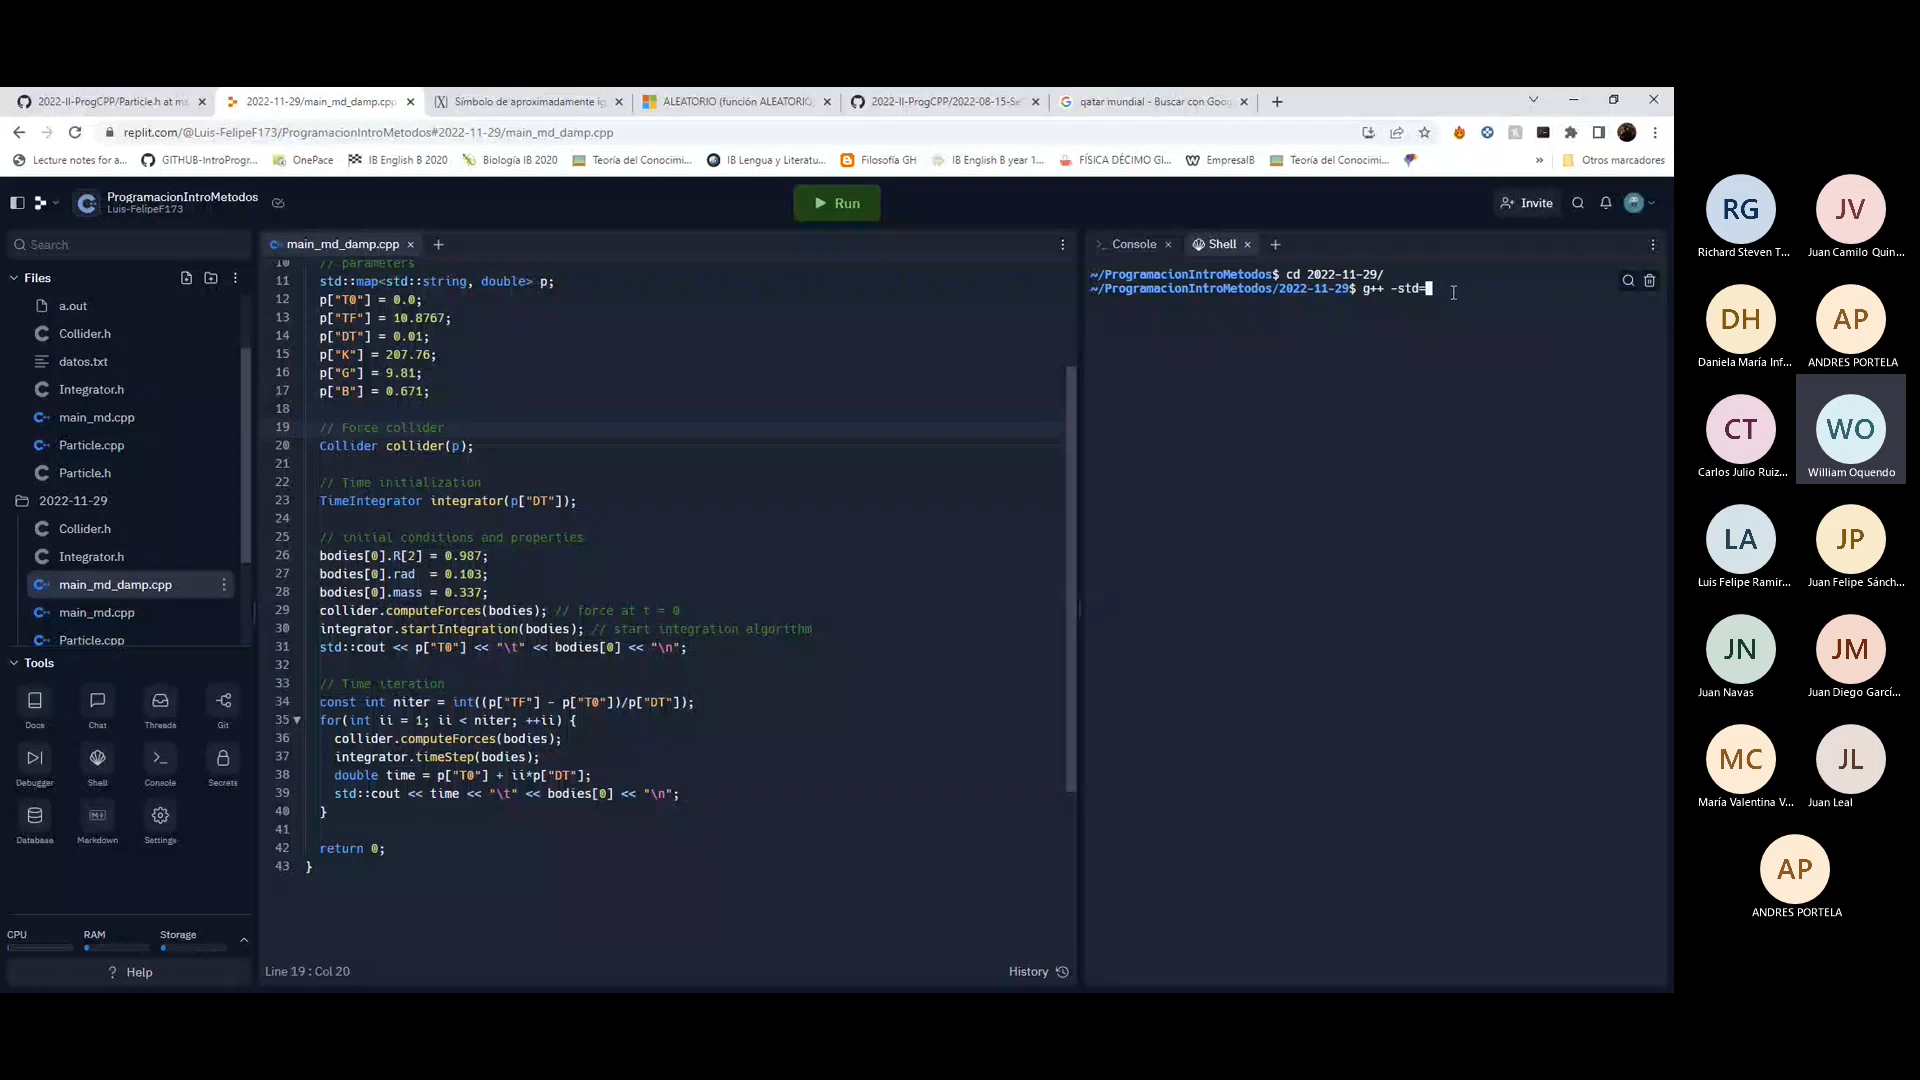 2022-II-ProgCPP/Particle.h at ma
2022-11-29/main_md_damp.cpp
Símbolo de aproximadamente ig
ALEATORIO (función ALEATORIO)
2022-II-ProgCPP/2022-08-15-Se
qatar mundial - Buscar con Goog
replit.com/@Luis-FelipeF173/ProgramacionIntroMetodos#2022-11-29/main_md_damp.cpp
Lecture notes for a...
GITHUB-IntroProgr...
OnePace
IB English B 2020
Biología IB 2020
Teoría del Conocimi...
IB Lengua y Literatu...
Filosofía GH
IB English B year 1...
FÍSICA DÉCIMO GI...
EmpresaIB
Teoría del Conocimi...
»
Otros marcadores
ProgramacionIntroMetodos
Luis-FelipeF173
Run
Invite
Search
Files
a.out
Collider.h
datos.txt
Integrator.h
main_md.cpp
Particle.cpp
Particle.h
2022-11-29
Collider.h
Integrator.h
main_md_damp.cpp
main_md.cpp
Particle.cpp
Tools
Docs
Chat
Threads
Git
Debugger
Shell
Console
Secrets
Database
Markdown
Settings
CPU
RAM
Storage
? Help
main_md_damp.cpp
10 // parameters
11 std::map<std::string, double> p;
12 p["T0"] = 0.0;
13 p["TF"] = 10.8767;
14 p["DT"] = 0.01;
15 p["K"] = 207.76;
16 p["G"] = 9.81;
17 p["B"] = 0.671;
18
19 // Force collider
20 Collider collider(p);
21
22 // Time initialization
23 TimeIntegrator integrator(p["DT"]);
24
25 // initial conditions and properties
26 bodies[0].R[2] = 0.987;
27 bodies[0].rad  = 0.103;
28 bodies[0].mass = 0.337;
29 collider.computeForces(bodies); // force at t = 0
30 integrator.startIntegration(bodies); // start integration algorithm
31 std::cout << p["T0"] << "\t" << bodies[0] << "\n";
32
33 // Time iteration
34 const int niter = int((p["TF"] - p["T0"])/p["DT"]);
35 for(int ii = 1; ii < niter; ++ii) {
36 collider.computeForces(bodies);
37 integrator.timeStep(bodies);
38 double time = p["T0"] + ii*p["DT"];
39 std::cout << time << "\t" << bodies[0] << "\n";
40 }
41
42 return 0;
43 }
Line 19 : Col 20
History
Console
Shell
~/ProgramacionIntroMetodos$ cd 2022-11-29/
~/ProgramacionIntroMetodos/2022-11-29$ g++ -std=
RG
Richard Steven T...
JV
Juan Camilo Quin...
DH
Daniela María Inf...
AP
ANDRES PORTELA
CT
Carlos Julio Ruiz...
WO
William Oquendo
LA
Luis Felipe Ramir...
JP
Juan Felipe Sánch...
JN
Juan Navas
JM
Juan Diego Garcí...
MC
María Valentina V...
JL
Juan Leal
AP
ANDRES PORTELA